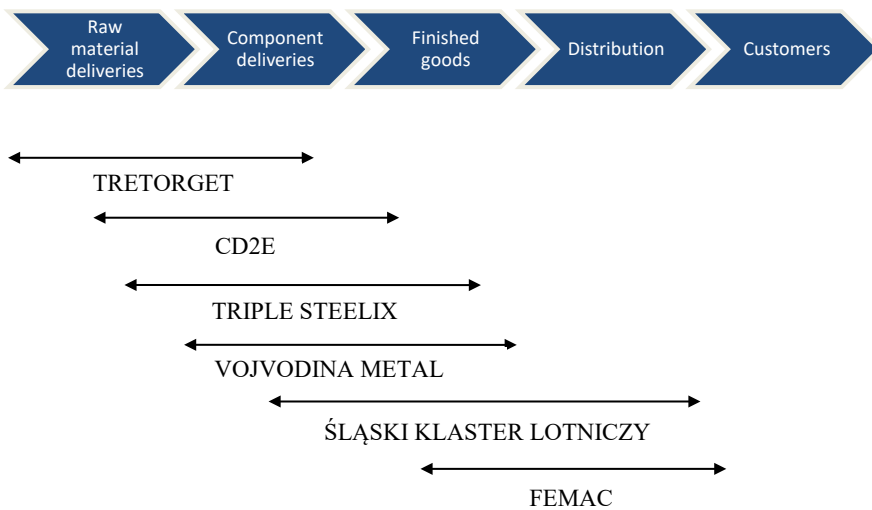 Raw
material
deliveries
Component
deliveries
Finished
goods
Distribution
Customers
TRETORGET
CD2E
TRIPLE STEELIX
VOJVODINA METAL
ŚLĄSKI KLASTER LOTNICZY
FEMAC